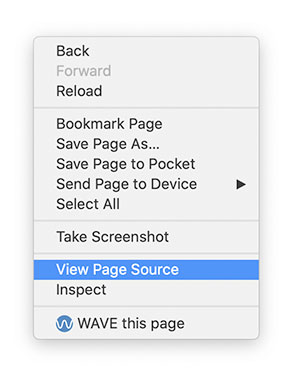 Back
Forward
Reload
Bookmark Page
Save Page As...
Save Page to Pocket
Send Page to Device
Select All
Take Screenshot
View Page Source
Inspect
WAVE this page